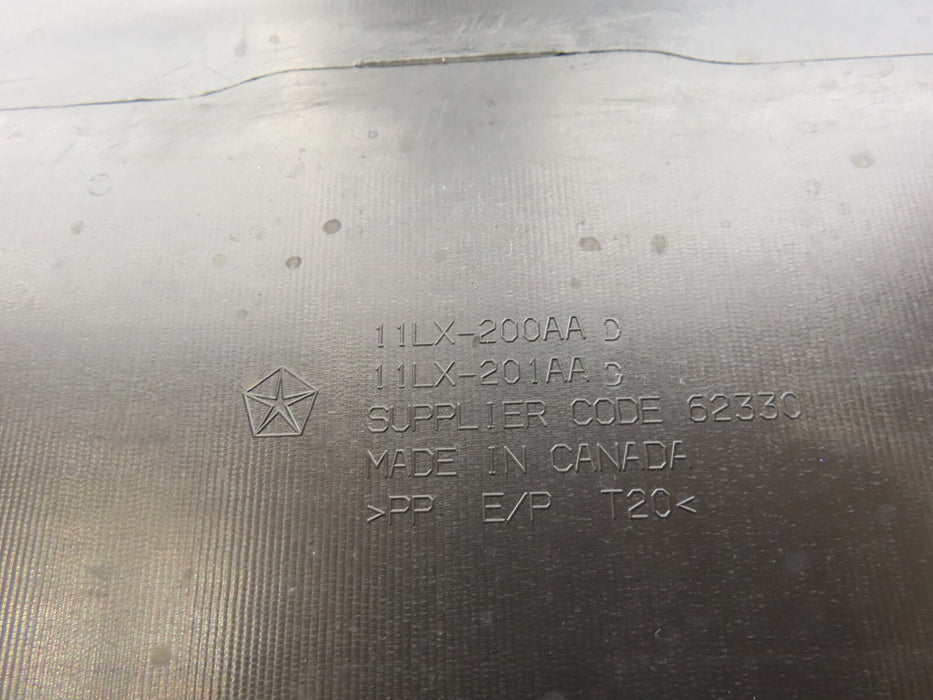 11LX-200AA D
11LX-201AA G
SUPPLIER CODE 62330
MADE IN CANADA
>PP E/P T20<